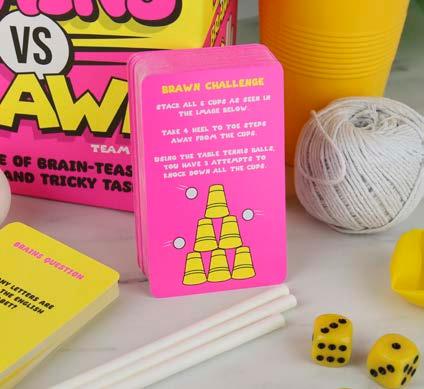 VS
TEAM
E OF BRAIN-TEAS
AND TRICKY TAS
BRAWN CHALLENGE
STACK ALL 6 CUPS AS SEEN IN
THE IMAGE BELOW.
TAKE 4 HEEL TO TOE STEPS
AWAY FROM THE CUPS.
USING THE TABLE TENNIS BALLS,
YOU HAVE 3 ATTEMPTS TO
KNOCK DOWN ALL THE CUPS.
BRAINS QUESTION
NY LETTERS ARE
THE ENGLISH
BET?